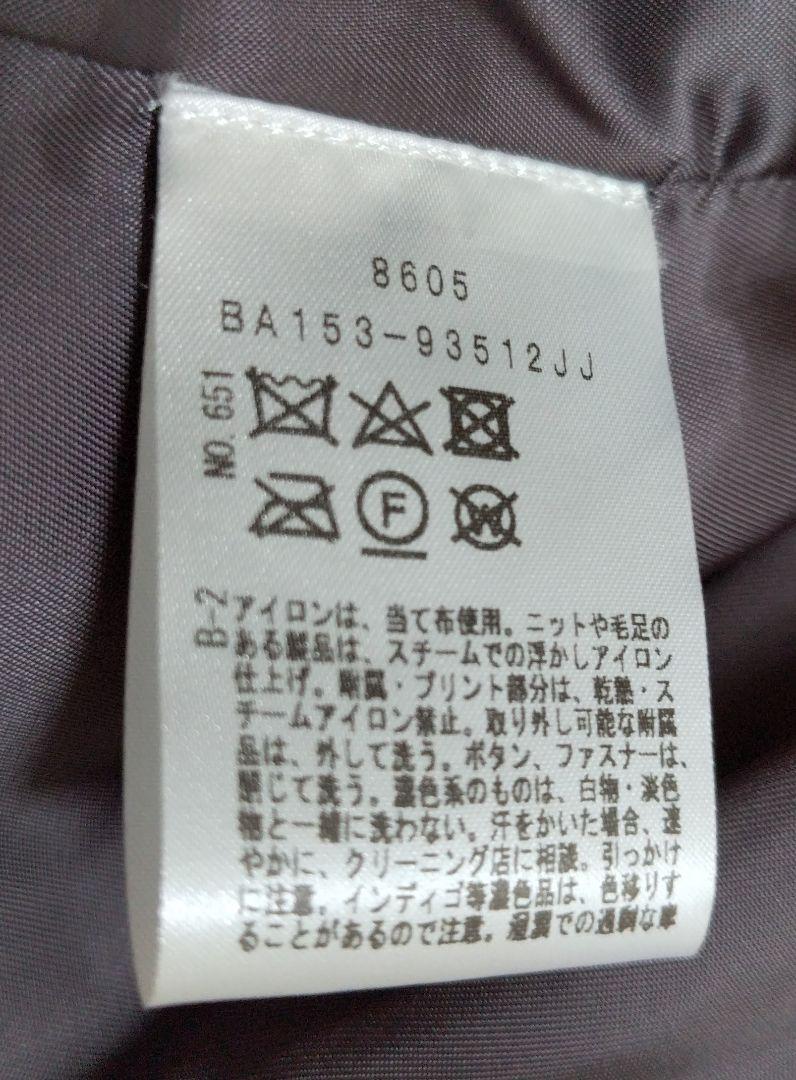 8605
BA153-93512JJ
NO. 651
F
W
B-2
アイロンは、当て布使用。ニットや毛足の
ある製品は、スチームでの浮かしアイロン
仕上げ。附属・プリント部分は、乾熱・ス
チームアイロン禁止。取り外し可能な附属
品は、外して洗う。ボタン、ファスナーは、
閉じて洗う。濃色系のものは、白物・淡色
物と一緒に洗わない。汗をかいた場合、速
やかに、クリーニング店に相談。引っかけ
に注意。インディゴ等濃色品は、色移りす
ることがあるので注意。湿潤での過剰な摩